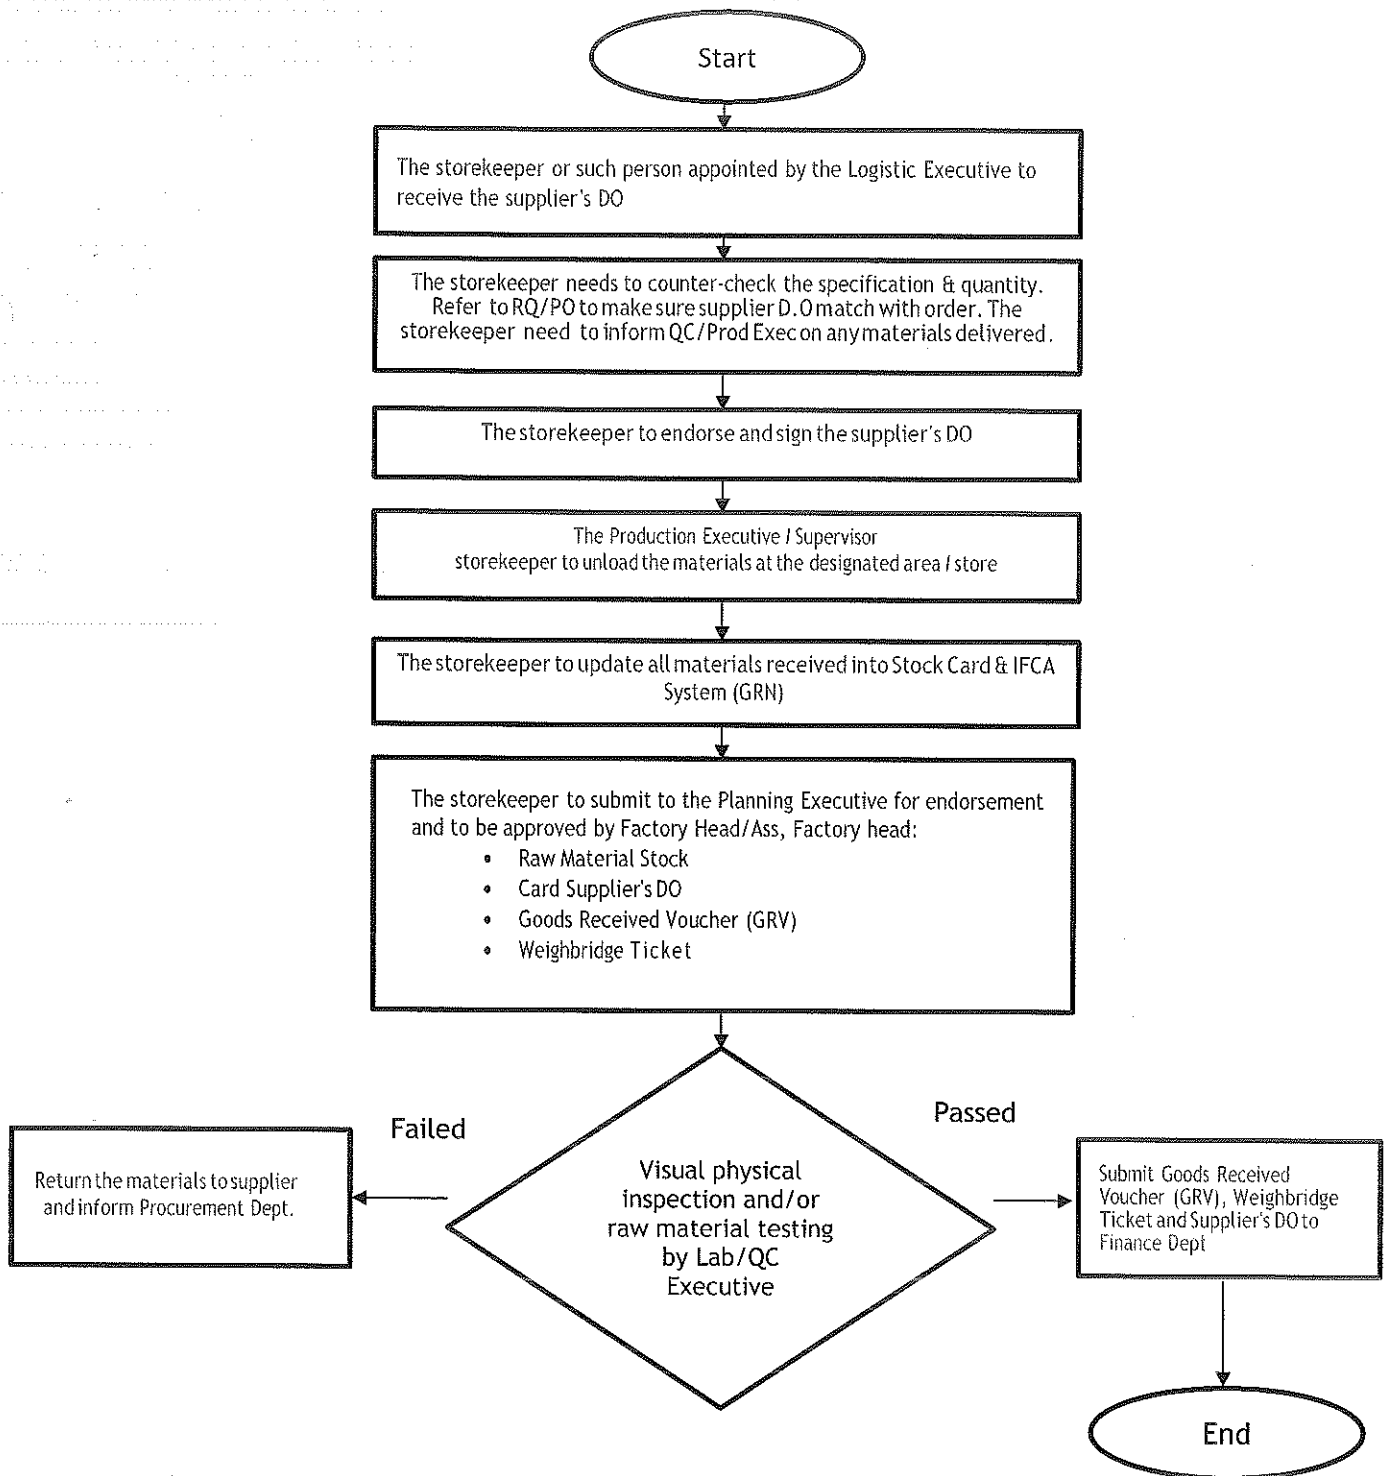 Start
The storekeeper or such person appointed by the Logistic Executive to
receive the supplier's DO
The storekeeper needs to counter-check the specification & quantity.
Refer to RQ/PO to make sure supplier D.O match with order. The
storekeeper need to inform QC/Prod Exec on any materials delivered.
The storekeeper to endorse and sign the supplier's DO
The Production Executive / Supervisor
storekeeper to unload the materials at the designated area / store
The storekeeper to update all materials received into Stock Card & IFCA
System (GRN)
The storekeeper to submit to the Planning Executive for endorsement
and to be approved by Factory Head/Ass, Factory head:
• Raw Material Stock
• Card Supplier's DO
• Goods Received Voucher (GRV)
• Weighbridge Ticket
Failed
Passed
Return the materials to supplier
and inform Procurement Dept.
Visual physical
inspection and/or
raw material testing
by Lab/QC
Executive
Submit Goods Received
Voucher (GRV), Weighbridge
Ticket and Supplier's DO to
Finance Dept
End